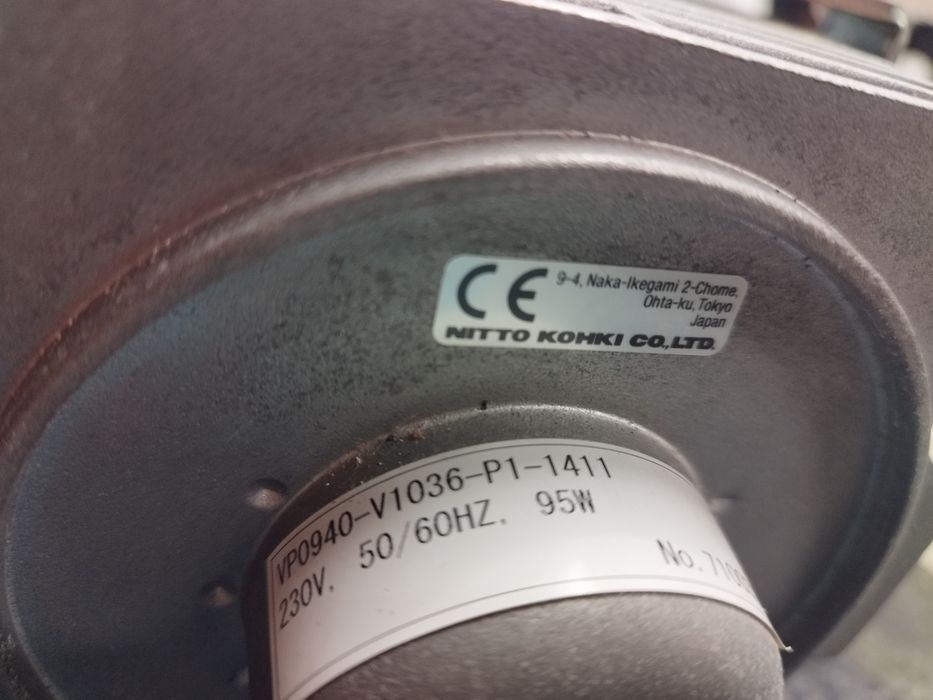 CE
9-4, Naka-Ikegami 2-Chome,
Ohta-ku, Tokyo
Japan
NITTO KOHKI CO.,LTD.
VP0940-V1036-P1-1411
230V, 50/60HZ, 95W
No.